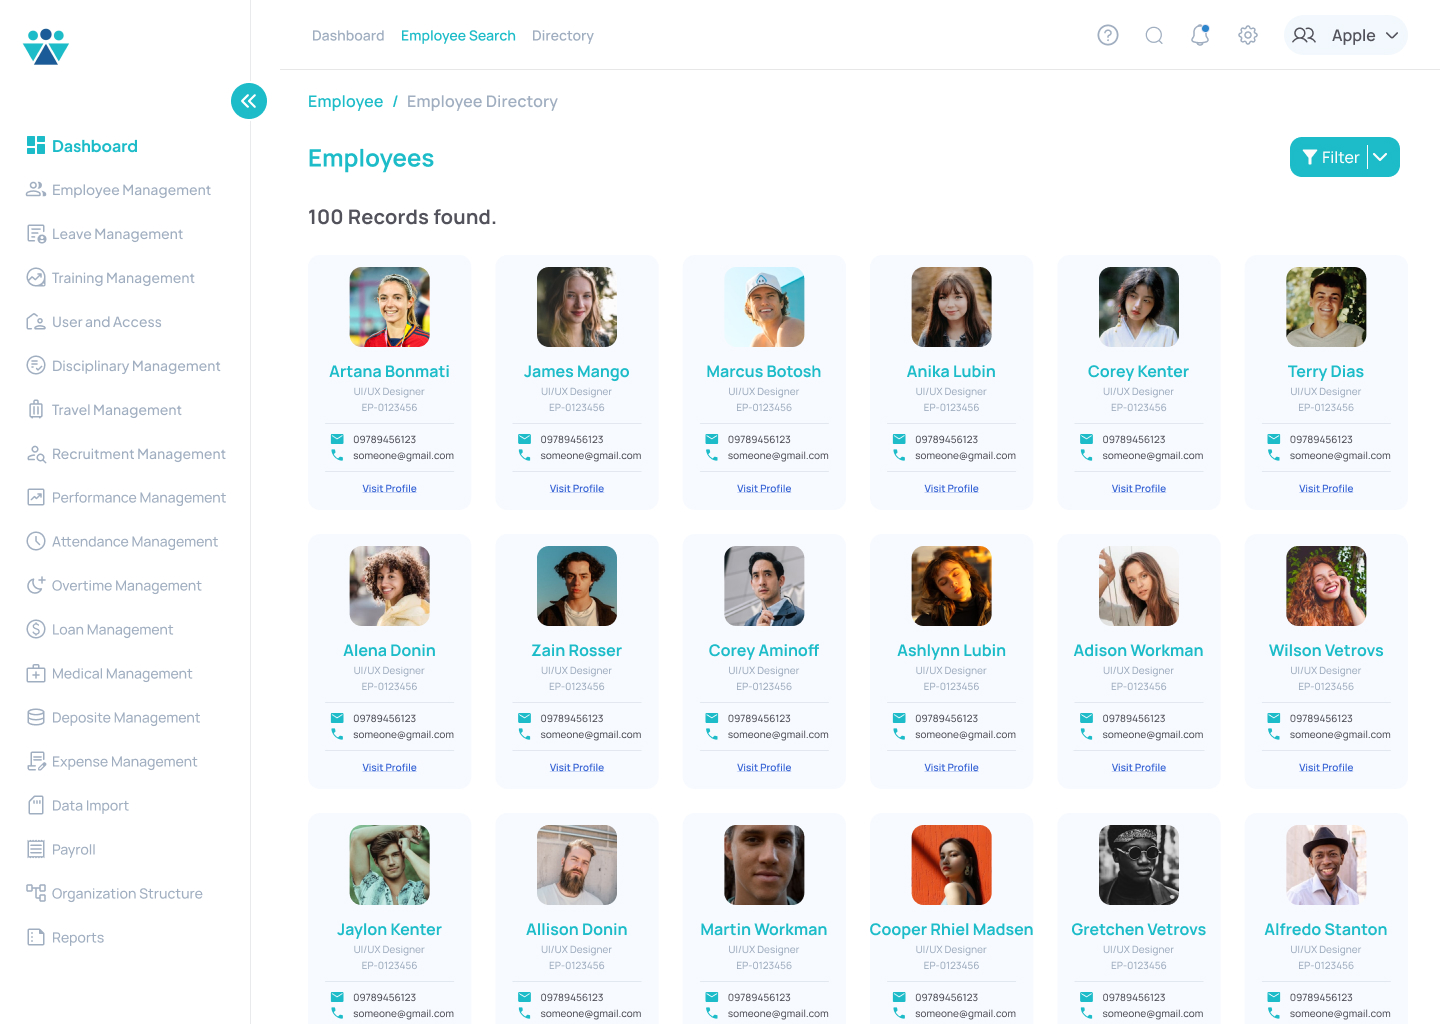 Dashboard Employee Search Directory Apple
Employee / Employee Directory
Employees
Filter
100 Records found.
Dashboard
Employee Management
Leave Management
Training Management
User and Access
Disciplinary Management
Travel Management
Recruitment Management
Performance Management
Attendance Management
Overtime Management
Loan Management
Medical Management
Deposite Management
Expense Management
Data Import
Payroll
Organization Structure
Reports
Artana Bonmati
UI/UX Designer
EP-0123456
09789456123
someone@gmail.com
Visit Profile
James Mango
UI/UX Designer
EP-0123456
09789456123
someone@gmail.com
Visit Profile
Marcus Botosh
UI/UX Designer
EP-0123456
09789456123
someone@gmail.com
Visit Profile
Anika Lubin
UI/UX Designer
EP-0123456
09789456123
someone@gmail.com
Visit Profile
Corey Kenter
UI/UX Designer
EP-0123456
09789456123
someone@gmail.com
Visit Profile
Terry Dias
UI/UX Designer
EP-0123456
09789456123
someone@gmail.com
Visit Profile
Alena Donin
UI/UX Designer
EP-0123456
09789456123
someone@gmail.com
Visit Profile
Zain Rosser
UI/UX Designer
EP-0123456
09789456123
someone@gmail.com
Visit Profile
Corey Aminoff
UI/UX Designer
EP-0123456
09789456123
someone@gmail.com
Visit Profile
Ashlynn Lubin
UI/UX Designer
EP-0123456
09789456123
someone@gmail.com
Visit Profile
Adison Workman
UI/UX Designer
EP-0123456
09789456123
someone@gmail.com
Visit Profile
Wilson Vetrovs
UI/UX Designer
EP-0123456
09789456123
someone@gmail.com
Visit Profile
Jaylon Kenter
UI/UX Designer
EP-0123456
09789456123
someone@gmail.com
Allison Donin
UI/UX Designer
EP-0123456
09789456123
someone@gmail.com
Martin Workman
UI/UX Designer
EP-0123456
09789456123
someone@gmail.com
Cooper Rhiel Madsen
UI/UX Designer
EP-0123456
09789456123
someone@gmail.com
Gretchen Vetrovs
UI/UX Designer
EP-0123456
09789456123
someone@gmail.com
Alfredo Stanton
UI/UX Designer
EP-0123456
09789456123
someone@gmail.com